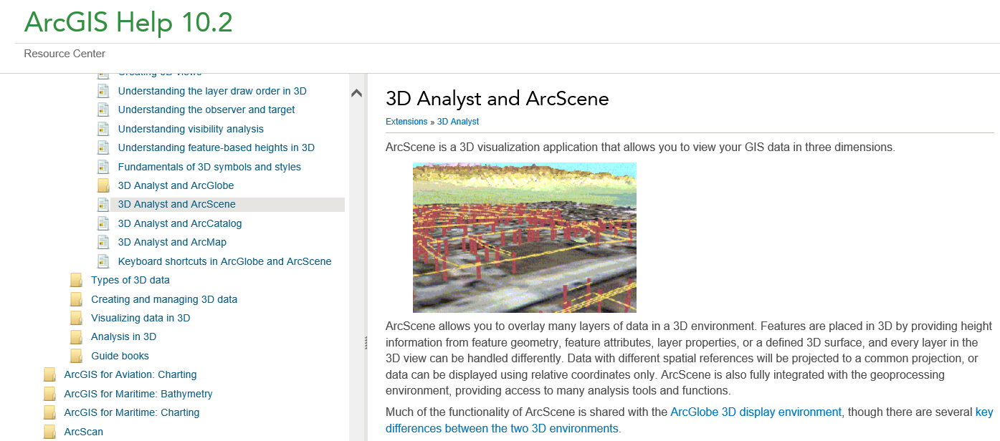 ArcGIS Help 10.2
Resource Center
Creating 3D views
Understanding the layer draw order in 3D
Understanding the observer and target
Understanding visibility analysis
Understanding feature-based heights in 3D
Fundamentals of 3D symbols and styles
3D Analyst and ArcGlobe
3D Analyst and ArcScene
3D Analyst and ArcCatalog
3D Analyst and ArcMap
Keyboard shortcuts in ArcGlobe and ArcScene
Types of 3D data
Creating and managing 3D data
Visualizing data in 3D
Analysis in 3D
Guide books
ArcGIS for Aviation: Charting
ArcGIS for Maritime: Bathymetry
ArcGIS for Maritime: Charting
ArcScan
3D Analyst and ArcScene
Extensions » 3D Analyst
ArcScene is a 3D visualization application that allows you to view your GIS data in three dimensions.
ArcScene allows you to overlay many layers of data in a 3D environment. Features are placed in 3D by providing height
information from feature geometry, feature attributes, layer properties, or a defined 3D surface, and every layer in the
3D view can be handled differently. Data with different spatial references will be projected to a common projection, or
data can be displayed using relative coordinates only. ArcScene is also fully integrated with the geoprocessing
environment, providing access to many analysis tools and functions.
Much of the functionality of ArcScene is shared with the ArcGlobe 3D display environment, though there are several key
differences between the two 3D environments.